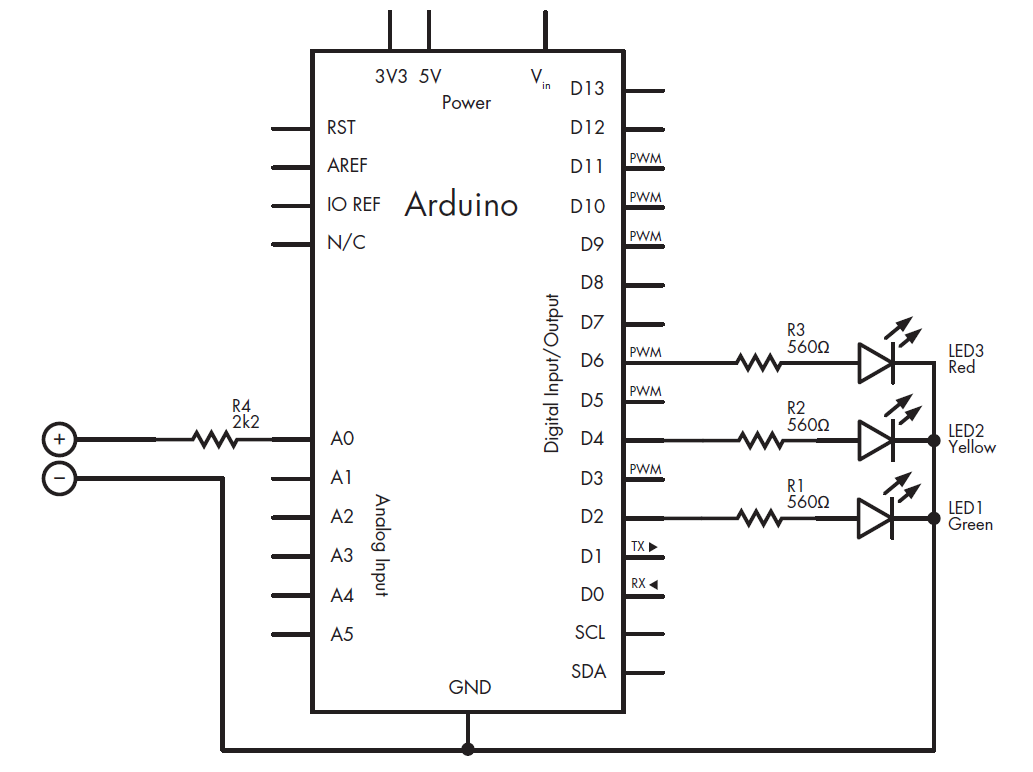 3V3 5V
V in
Power
Arduino
RST
AREF
IO REF
N/C
D13
D12
D11 PWM
D10 PWM
D9 PWM
D8
D7
D6 PWM
D5 PWM
D4
D3 PWM
D2
D1 TX ▶
D0 RX ◀
SCL
SDA
Digital Input/Output
R3
560Ω
LED3
Red
R2
560Ω
LED2
Yellow
R1
560Ω
LED1
Green
R4
2k2
+
−
A0
A1
A2
A3
A4
A5
Analog Input
GND